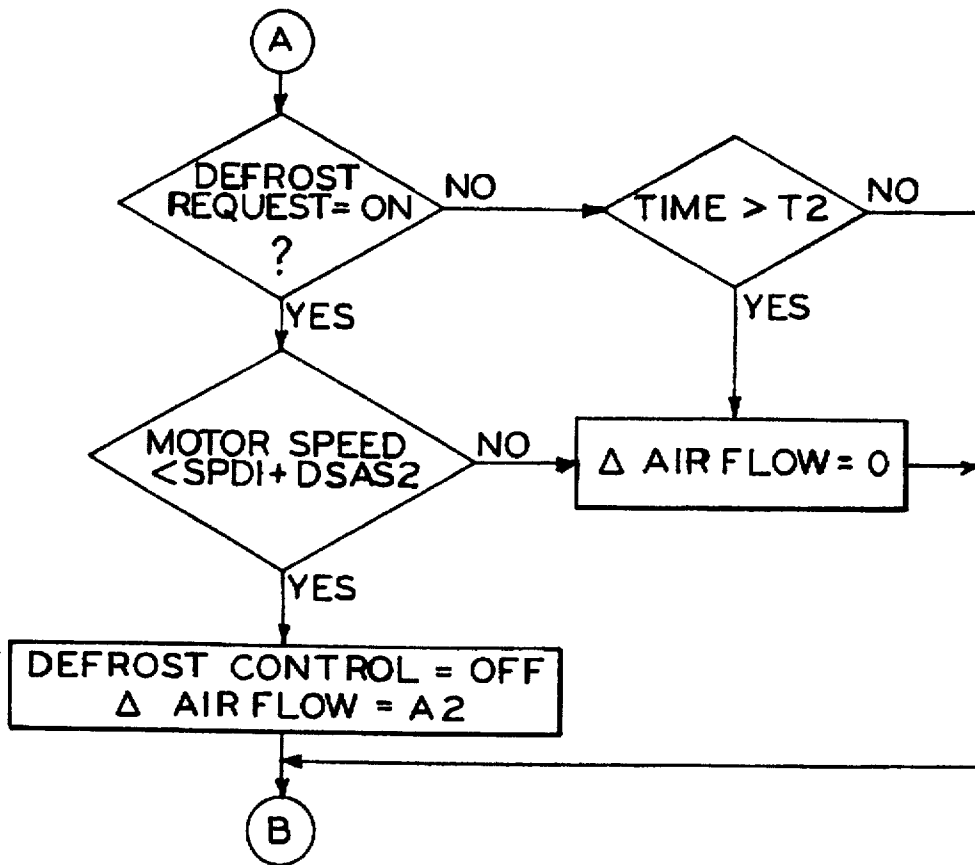 A
DEFROST
REQUEST = ON
?
NO
TIME > T2
NO
YES
YES
MOTOR SPEED
<SPD1 + DSAS2
NO
Δ AIR FLOW = 0
YES
DEFROST CONTROL = OFF
Δ AIR FLOW = A2
B